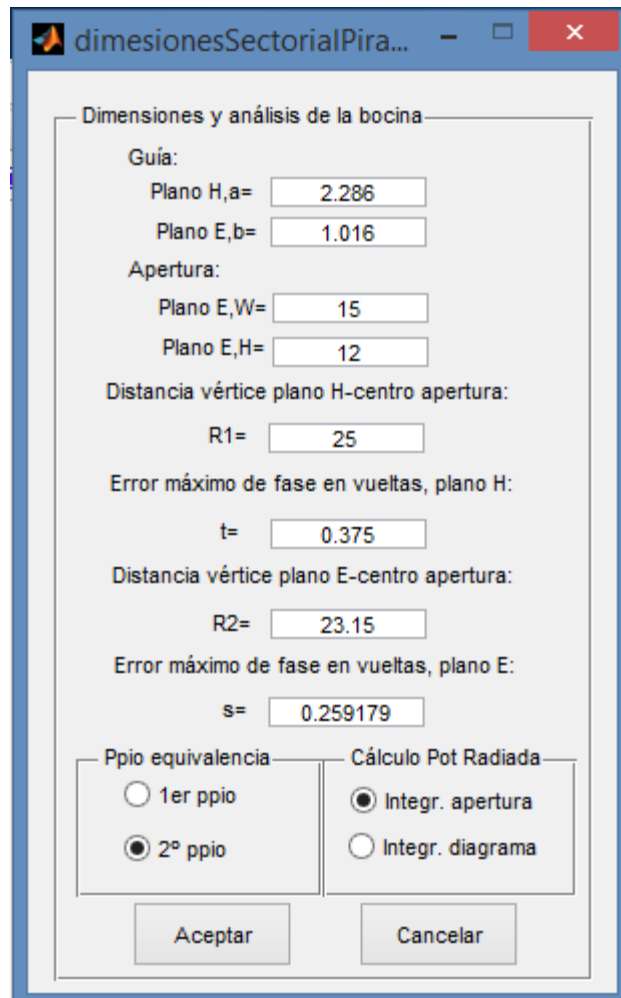 dimesionesSectorialPira...
Dimensiones y análisis de la bocina
Guía:
Plano H,a= 2.286
Plano E,b= 1.016
Apertura:
Plano E,W= 15
Plano E,H= 12
Distancia vértice plano H-centro apertura:
R1= 25
Error máximo de fase en vueltas, plano H:
t= 0.375
Distancia vértice plano E-centro apertura:
R2= 23.15
Error máximo de fase en vueltas, plano E:
s= 0.259179
Ppio equivalencia
1er ppio
2º ppio
Cálculo Pot Radiada
Integr. apertura
Integr. diagrama
Aceptar
Cancelar